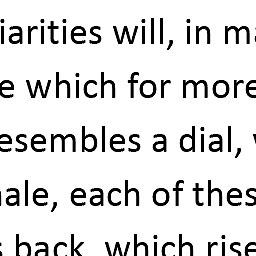 iarities will, in ma
e which for more
esembles a dial, w
nale, each of thes
s back, which rise